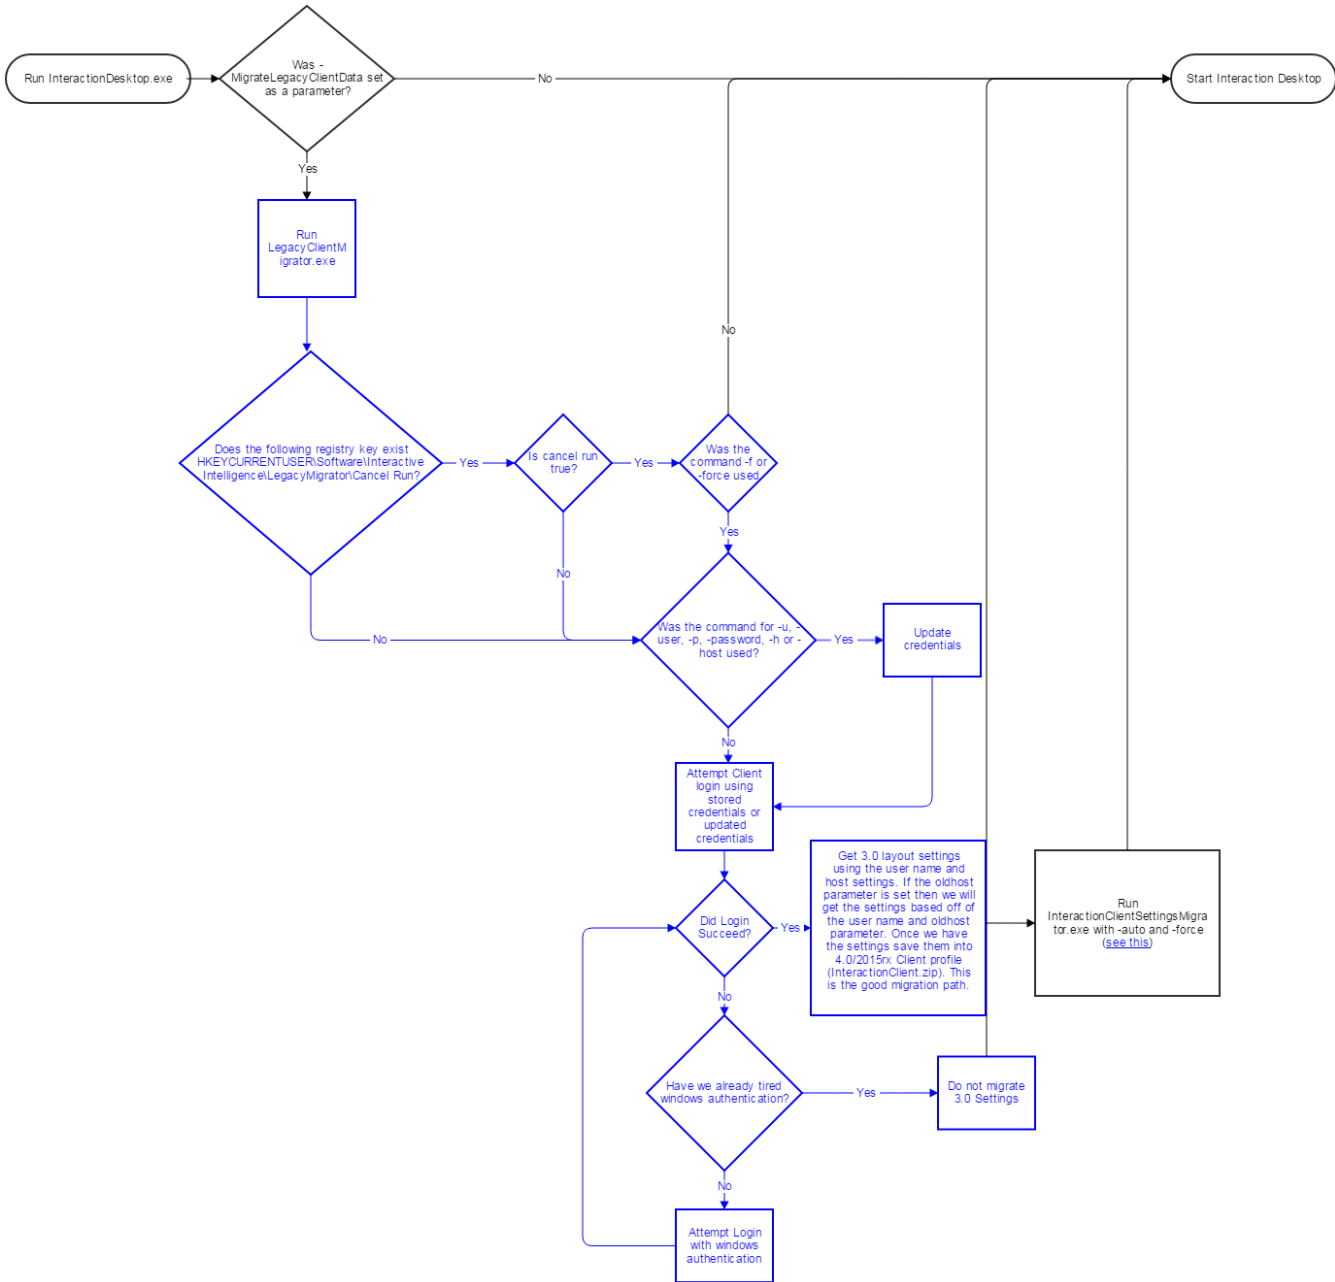 Run InteractionDesktop.exe
Was -
MigrateLegacyClientData set
as a parameter?
No
Start Interaction Desktop
Yes
Run
LegacyClientM
igrator.exe
No
Does the following registry key exist
HKEYCURRENTUSER\Software\Interactive
Intelligence\LegacyMigrator\Cancel Run?
Yes
Is cancel run
true?
Yes
Was the
command -f or
-force used
Yes
No
No
Was the command for -u, -
user, -p, -password, -h or -
host used?
Yes
Update
credentials
No
Attempt Client
login using
stored
credentials or
updated
credentials
Did Login
Succeed?
Yes
Get 3.0 layout settings
using the user name and
host settings. If the oldhost
parameter is set then we will
get the settings based off of
the user name and oldhost
parameter. Once we have
the settings save them into
4.0/2015rx Client profile
(InteractionClient.zip). This
is the good migration path.
Run
InteractionClientSettingsMigra
tor.exe with -auto and -force
(see this)
No
Have we already tired
windows authentication?
Yes
Do not migrate
3.0 Settings
No
Attempt Login
with windows
authentication